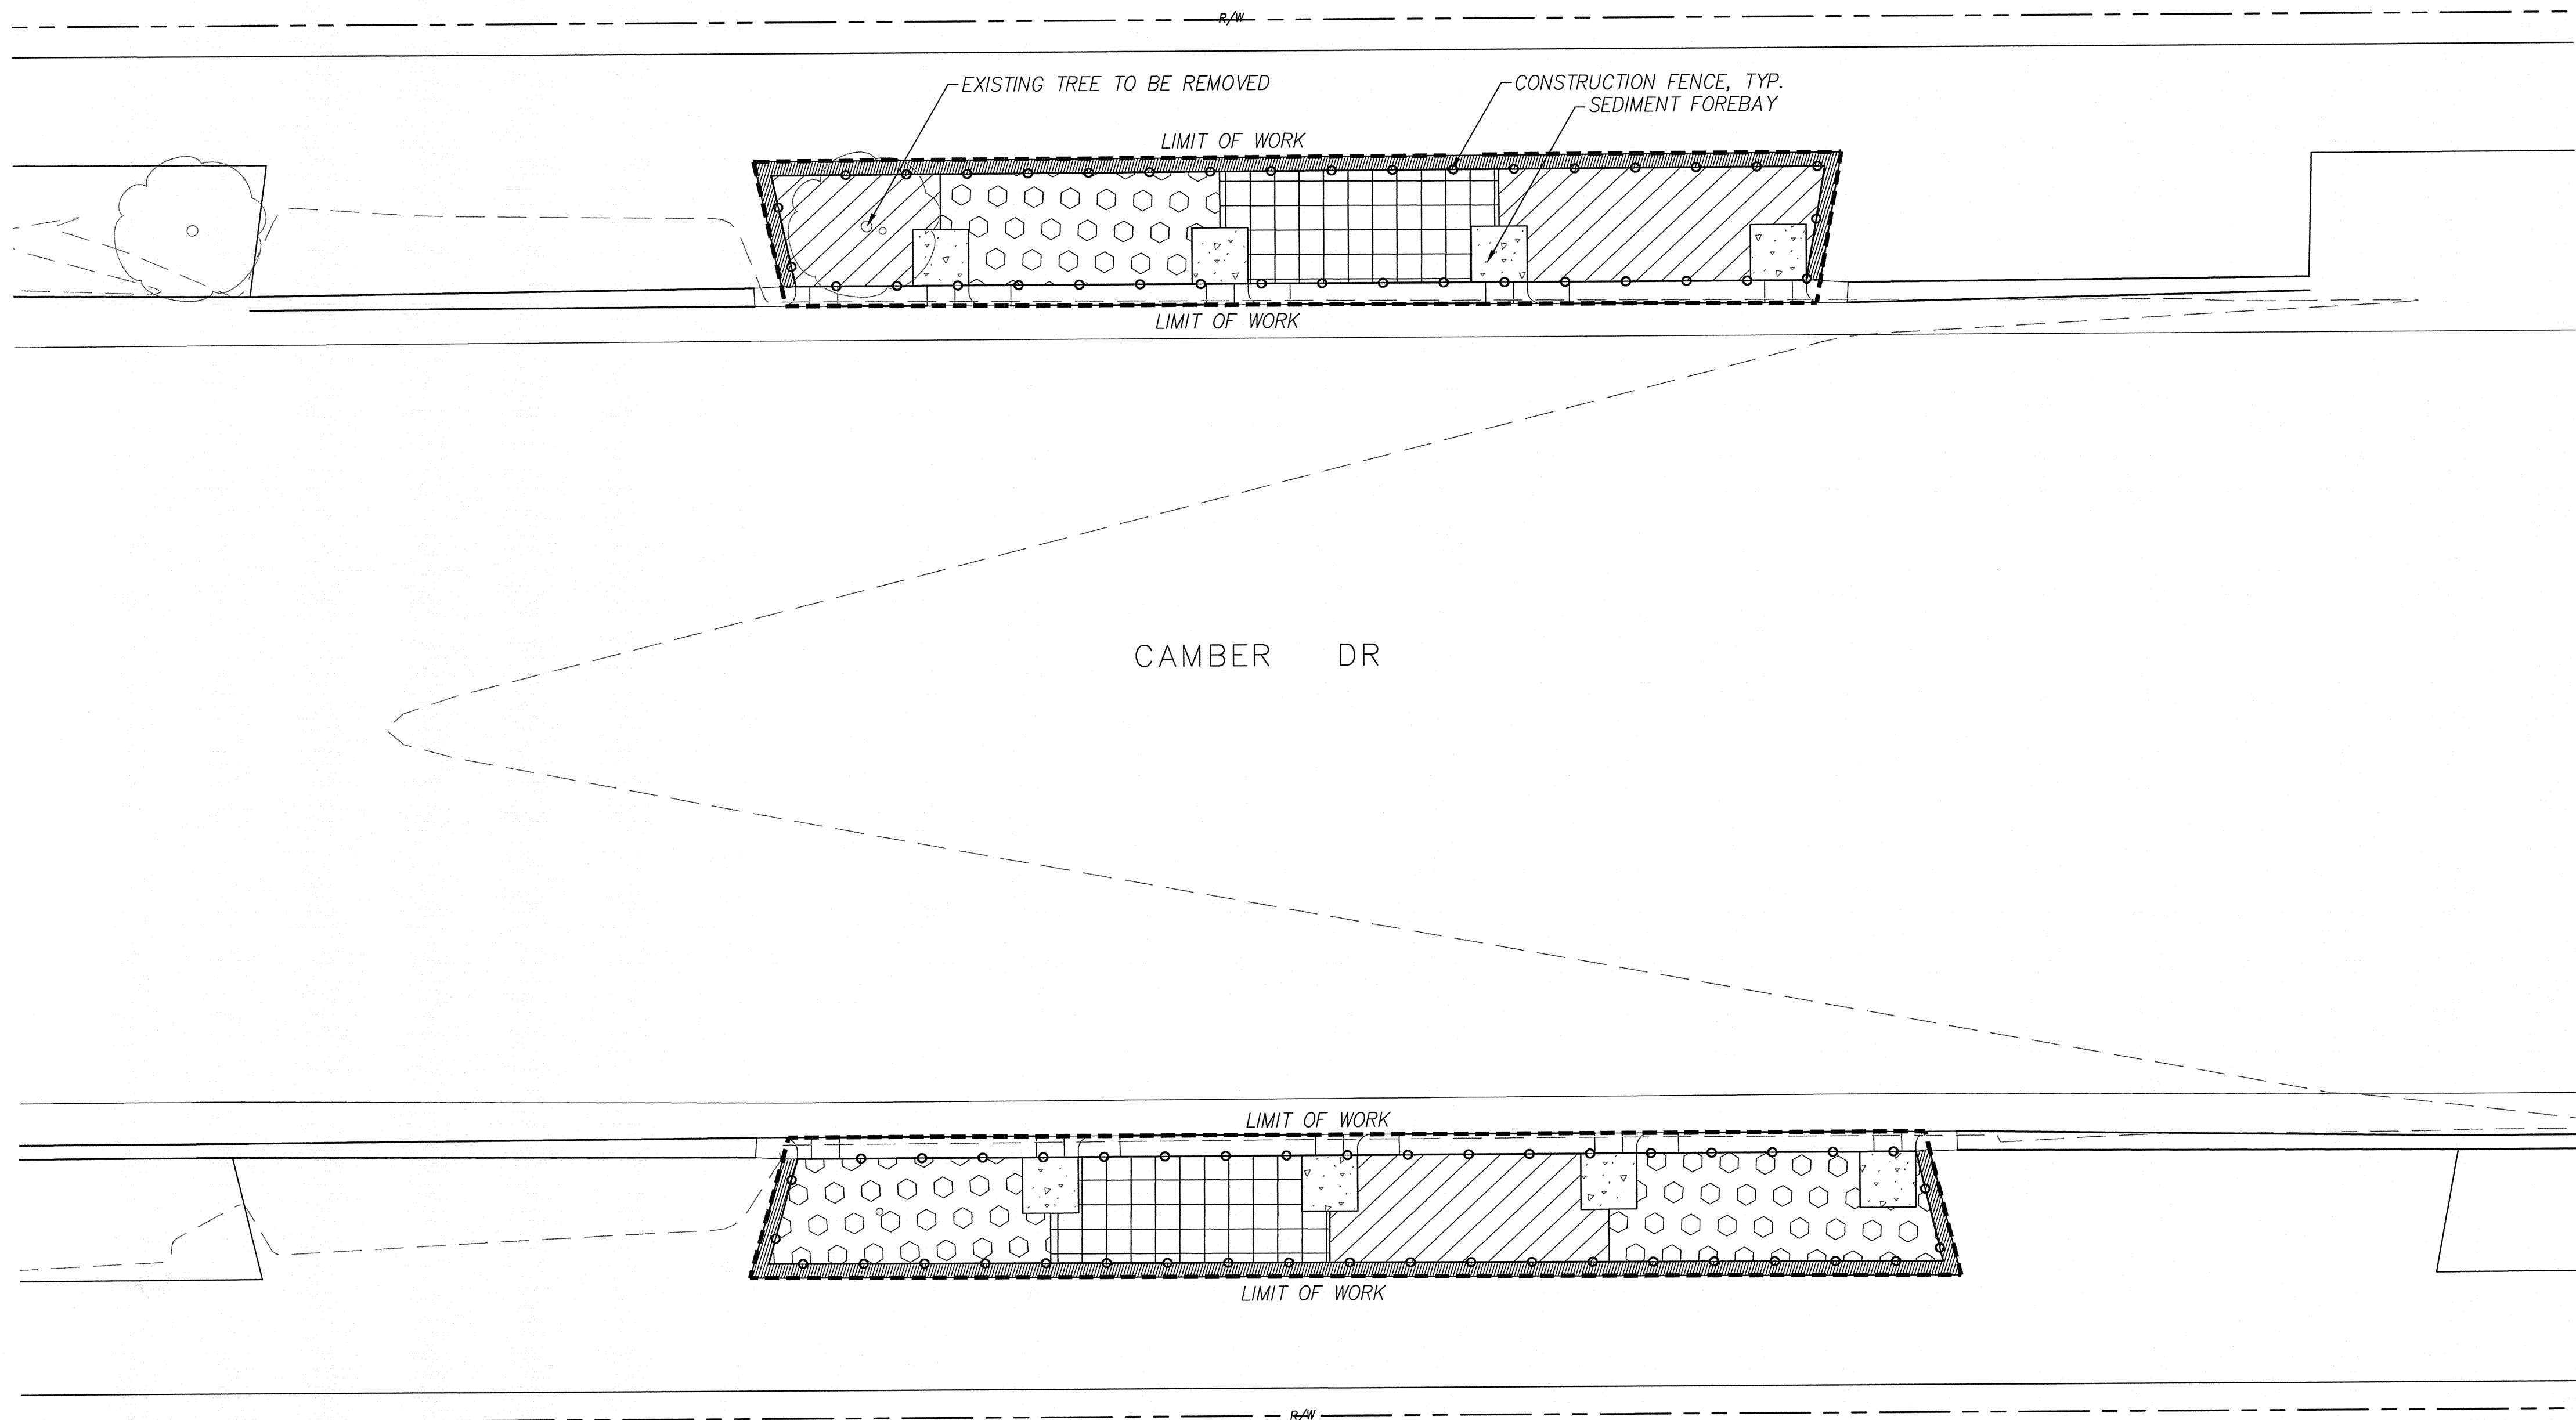 R/W
EXISTING TREE TO BE REMOVED
CONSTRUCTION FENCE, TYP.
SEDIMENT FOREBAY
LIMIT OF WORK
LIMIT OF WORK
CAMBER DR
LIMIT OF WORK
LIMIT OF WORK
R/W